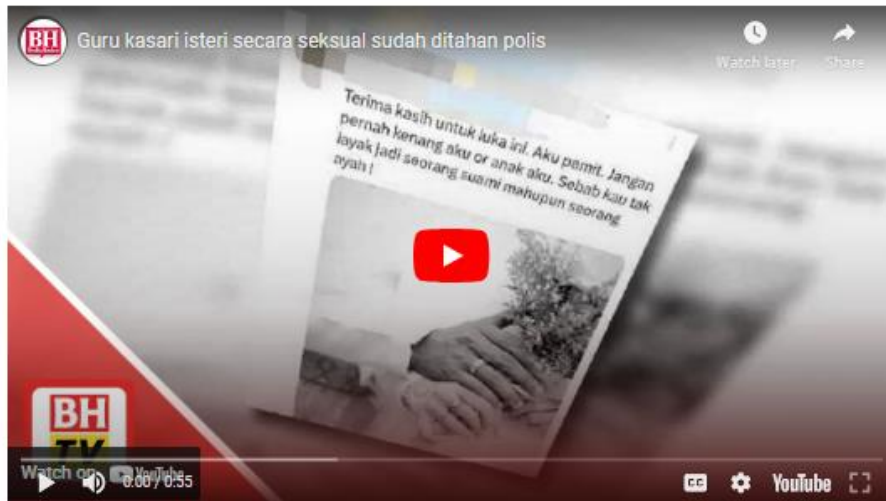 BH
Guru kasari isteri secara seksual sudah ditahan polis
Watch later
Share
Terima kasih untuk luka ini. Aku pamit. Jangan
pernah kenang aku or anak aku. Sebab kau tak
layak jadi seorang suami mahupun seorang
ayah !
BH
TV
Watch on YouTube
0:00 / 0:55
CC
YouTube